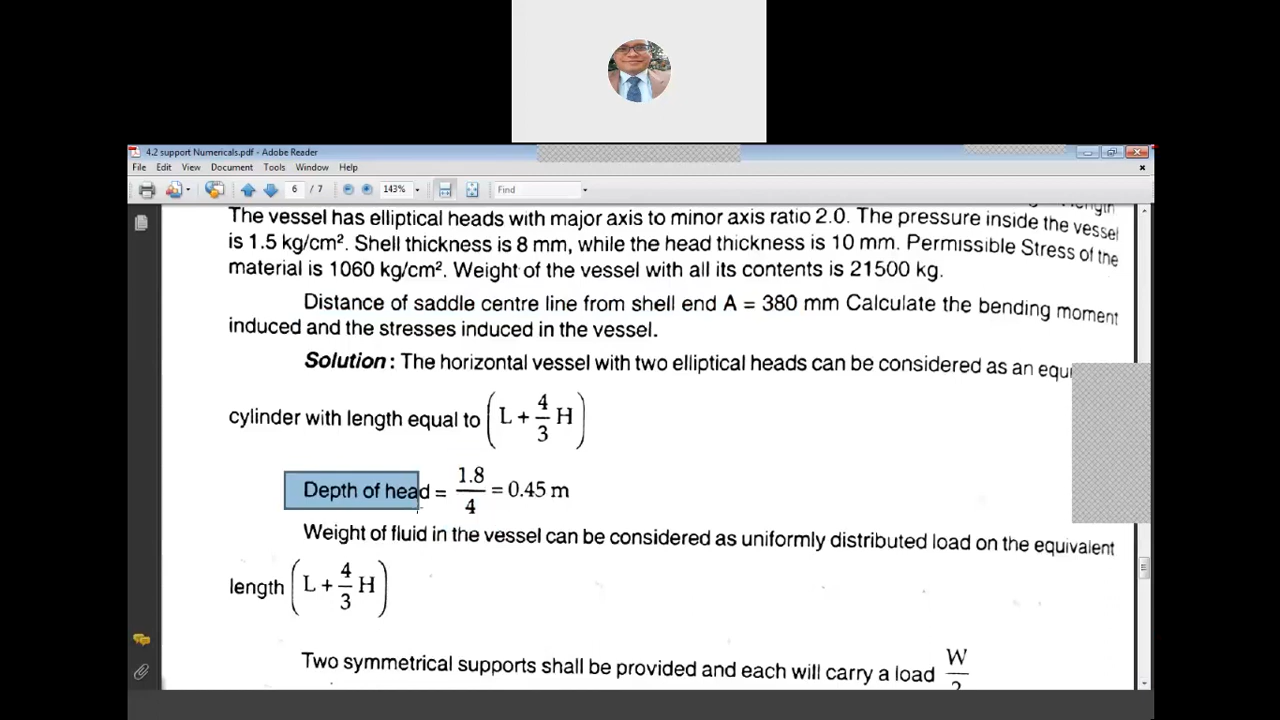 4.2 support Numericals.pdf - Adobe Reader
File Edit View Document Tools Window Help
6 / 7 143% Find
length
The vessel has elliptical heads with major axis to minor axis ratio 2.0. The pressure inside the vessel
is 1.5 kg/cm². Shell thickness is 8 mm, while the head thickness is 10 mm. Permissible Stress of the
material is 1060 kg/cm². Weight of the vessel with all its contents is 21500 kg.
Distance of saddle centre line from shell end A = 380 mm Calculate the bending moment
induced and the stresses induced in the vessel.
Solution : The horizontal vessel with two elliptical heads can be considered as an equ
cylinder with length equal to (L + 4/3 H)
Depth of head = 1.8/4 = 0.45 m
Weight of fluid in the vessel can be considered as uniformly distributed load on the equivalent
length (L + 4/3 H)
Two symmetrical supports shall be provided and each will carry a load W/2